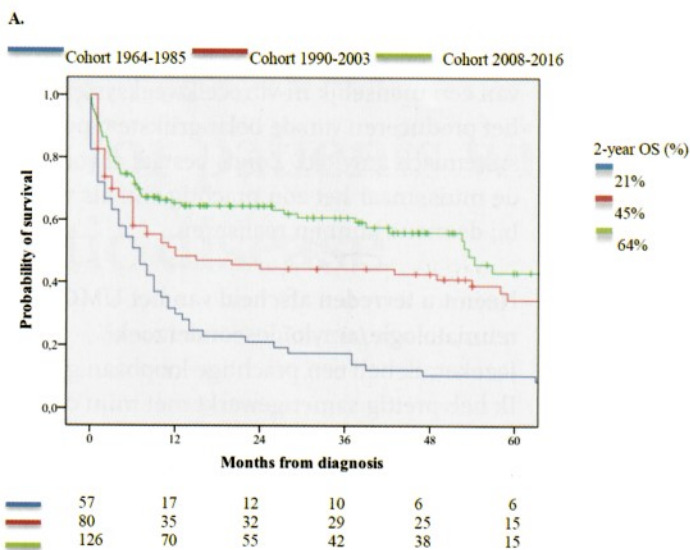 A.
Cohort 1964-1985 Cohort 1990-2003 Cohort 2008-2016
2-year OS (%)
21%
45%
64%
Probability of survival
1,0
0,8
0,6
0,4
0,2
0,0
0 12 24 36 48 60
Months from diagnosis
57 17 12 10 6 6
80 35 32 29 25 15
126 70 55 42 38 15